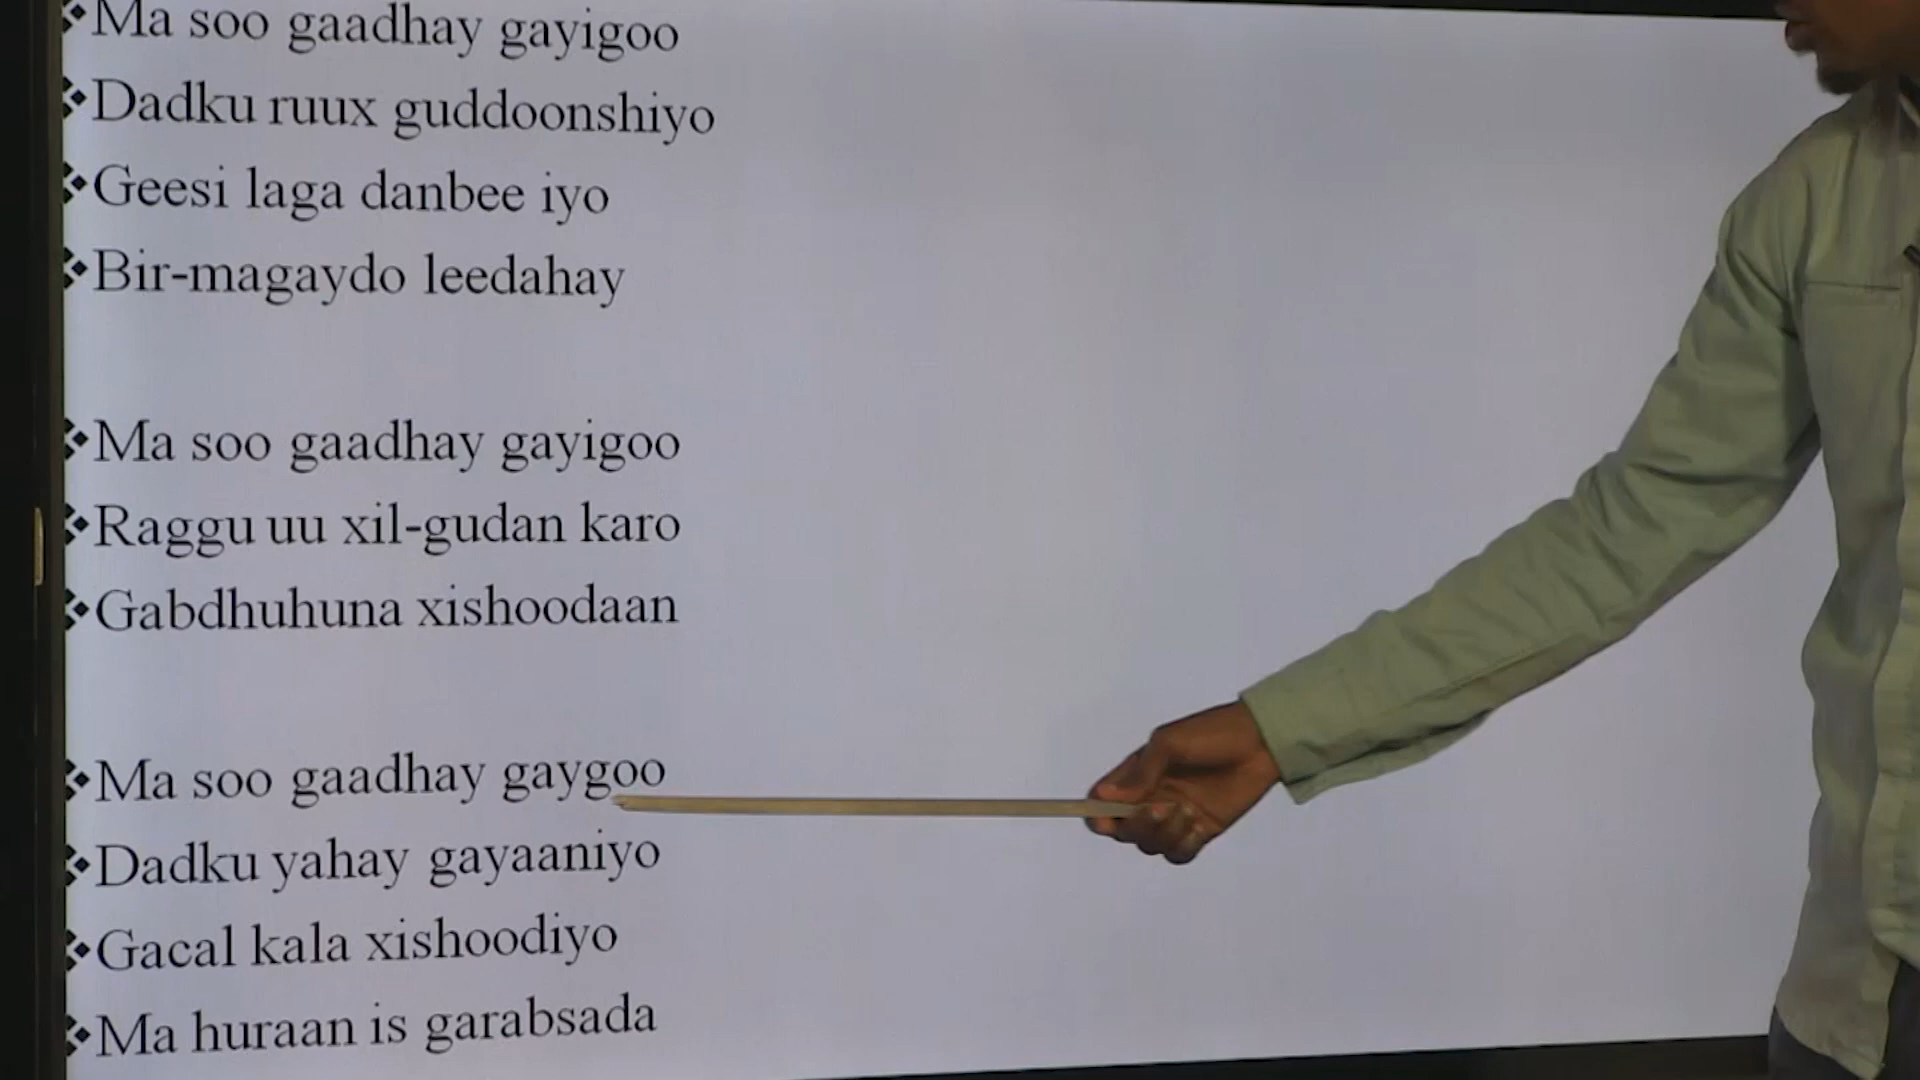 Ma soo gaadhay gayigoo
Dadku ruux guddoonshiyo
Geesi laga danbee iyo
Bir-magaydo leedahay
Ma soo gaadhay gayigoo
Raggu uu xil-gudan karo
Gabdhuhuna xishoodaan
Ma soo gaadhay gaygoo
Dadku yahay gayaaniyo
Gacal kala xishoodiyo
Ma huraan is garabsada